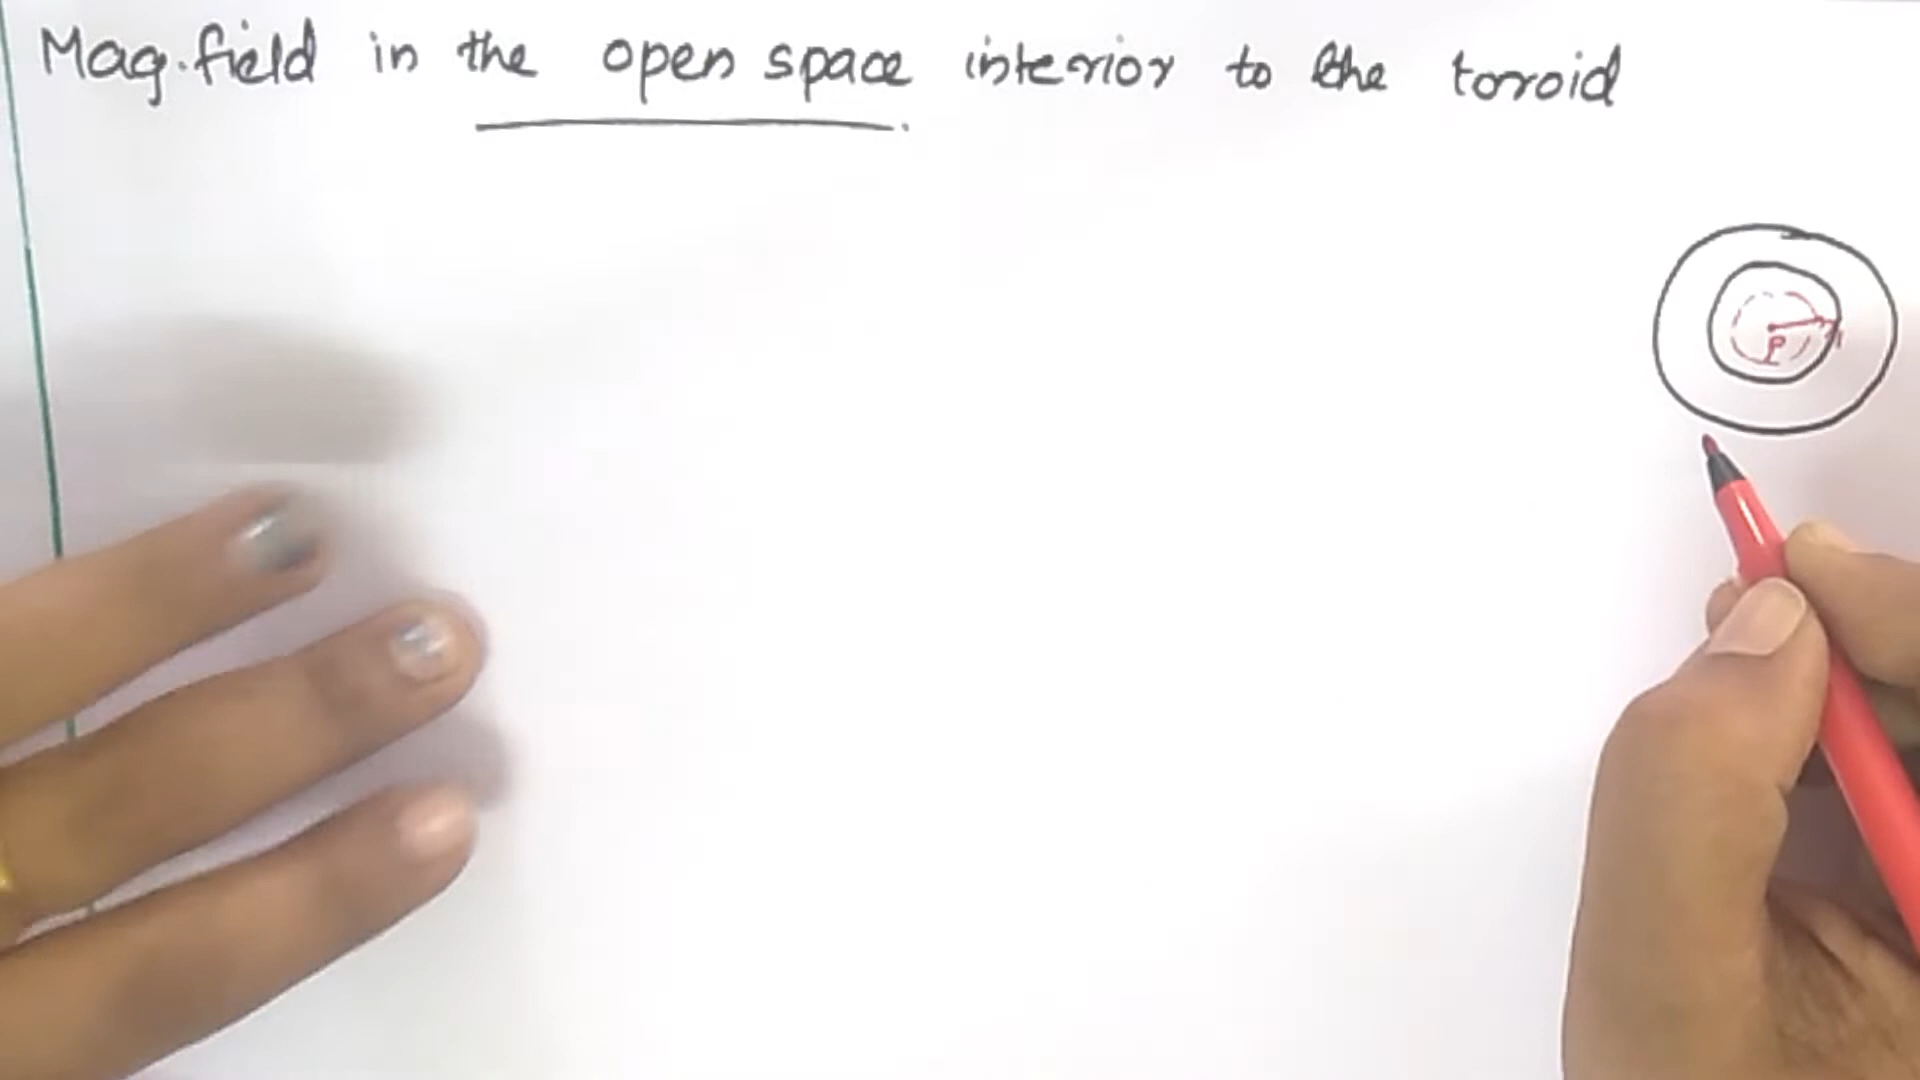 Mag. field in the open space interior to the toroid
P